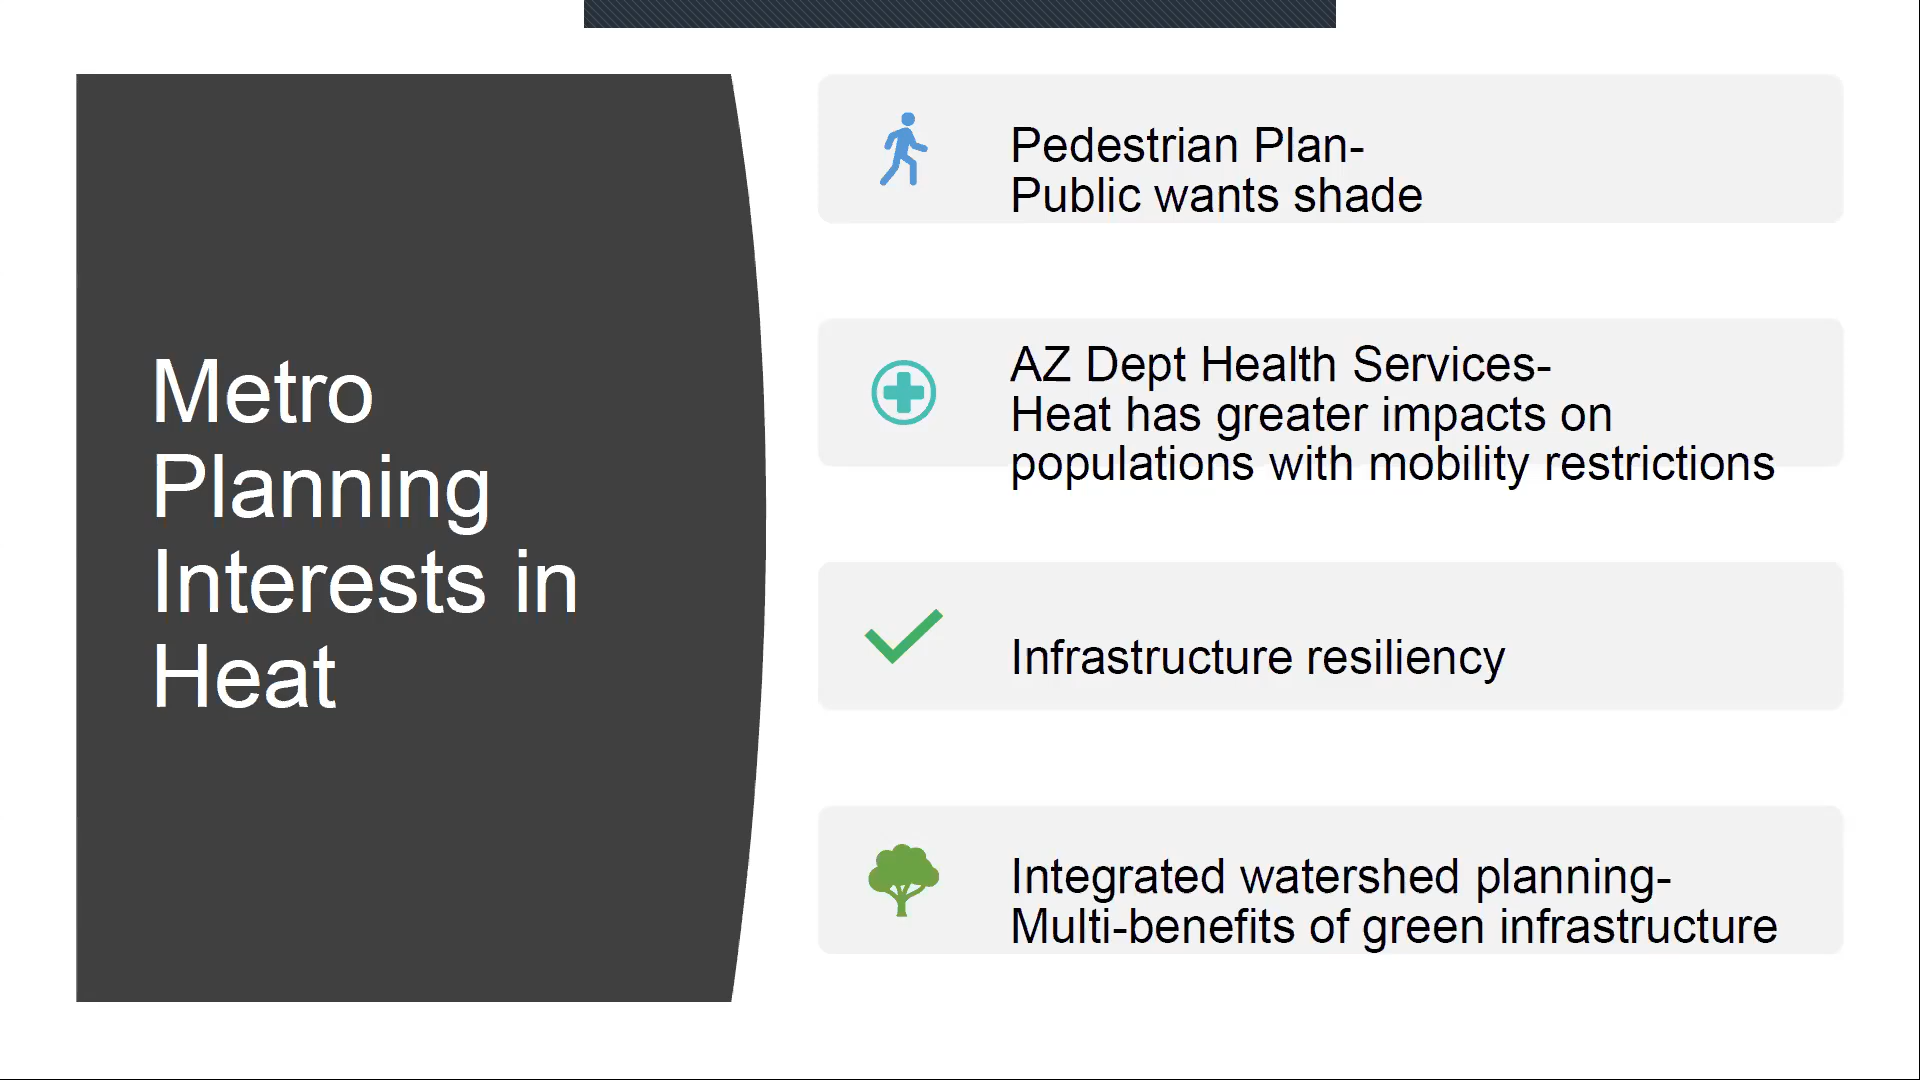 Metro
Planning
Interests in
Heat
Pedestrian Plan-
Public wants shade
AZ Dept Health Services-
Heat has greater impacts on
populations with mobility restrictions
Infrastructure resiliency
Integrated watershed planning-
Multi-benefits of green infrastructure